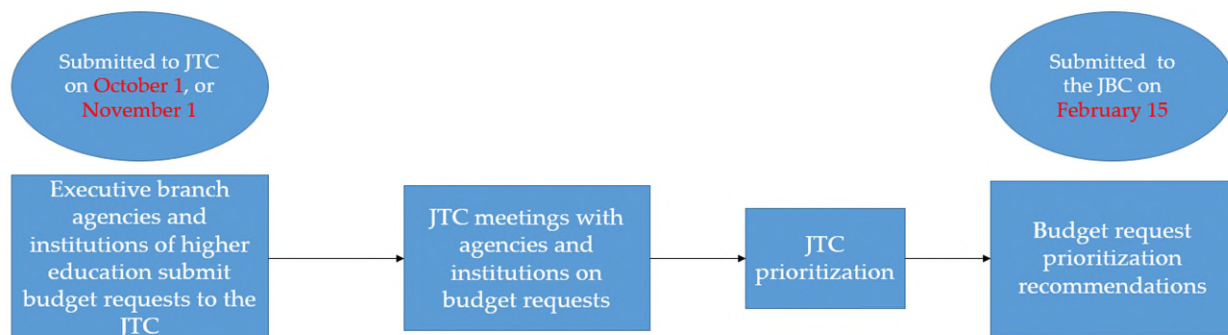 Submitted to JTC
on October 1, or
November 1
Submitted to
the JBC on
February 15
Executive branch
agencies and
institutions of higher
education submit
budget requests to the
JTC
JTC meetings with
agencies and
institutions on
budget requests
JTC
prioritization
Budget request
prioritization
recommendations